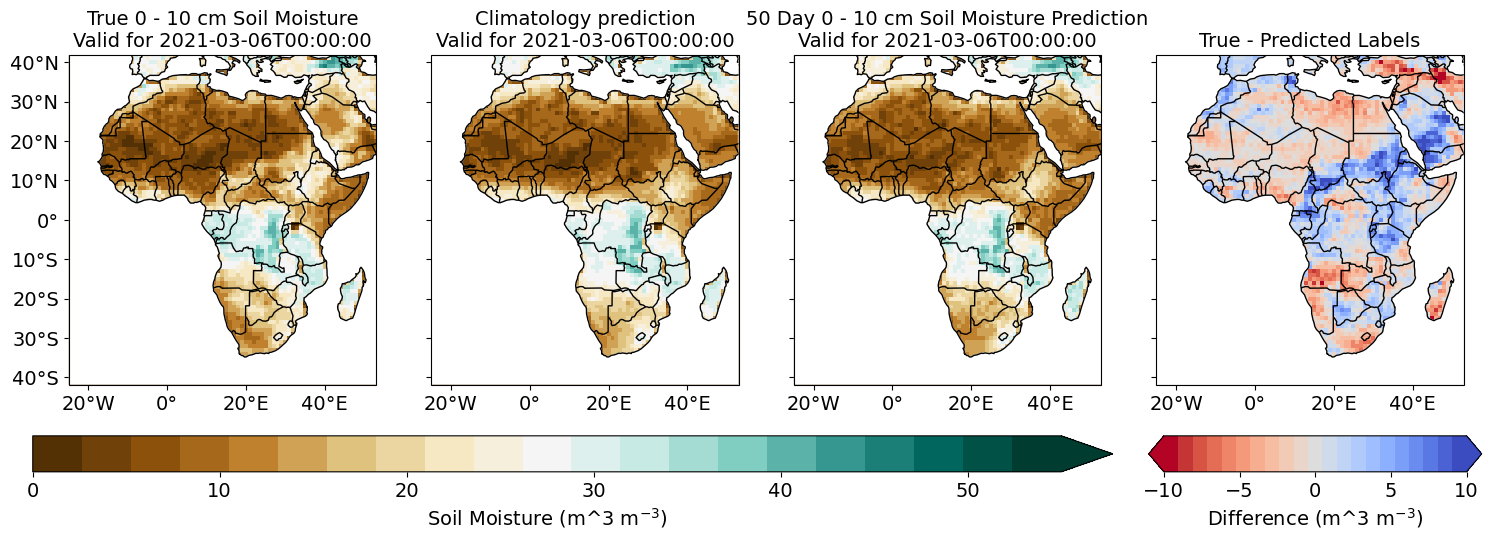 True 0 - 10 cm Soil Moisture
Valid for 2021-03-06T00:00:00
Climatology prediction
Valid for 2021-03-06T00:00:00
50 Day 0 - 10 cm Soil Moisture Prediction
Valid for 2021-03-06T00:00:00
True - Predicted Labels
40°N
30°N
20°N
10°N
0°
10°S
20°S
30°S
40°S
20°W 0° 20°E 40°E
20°W 0° 20°E 40°E
20°W 0° 20°E 40°E
20°W 0° 20°E 40°E
0 10 20 30 40 50
Soil Moisture (m^3 m⁻³)
−10 −5 0 5 10
Difference (m^3 m⁻³)